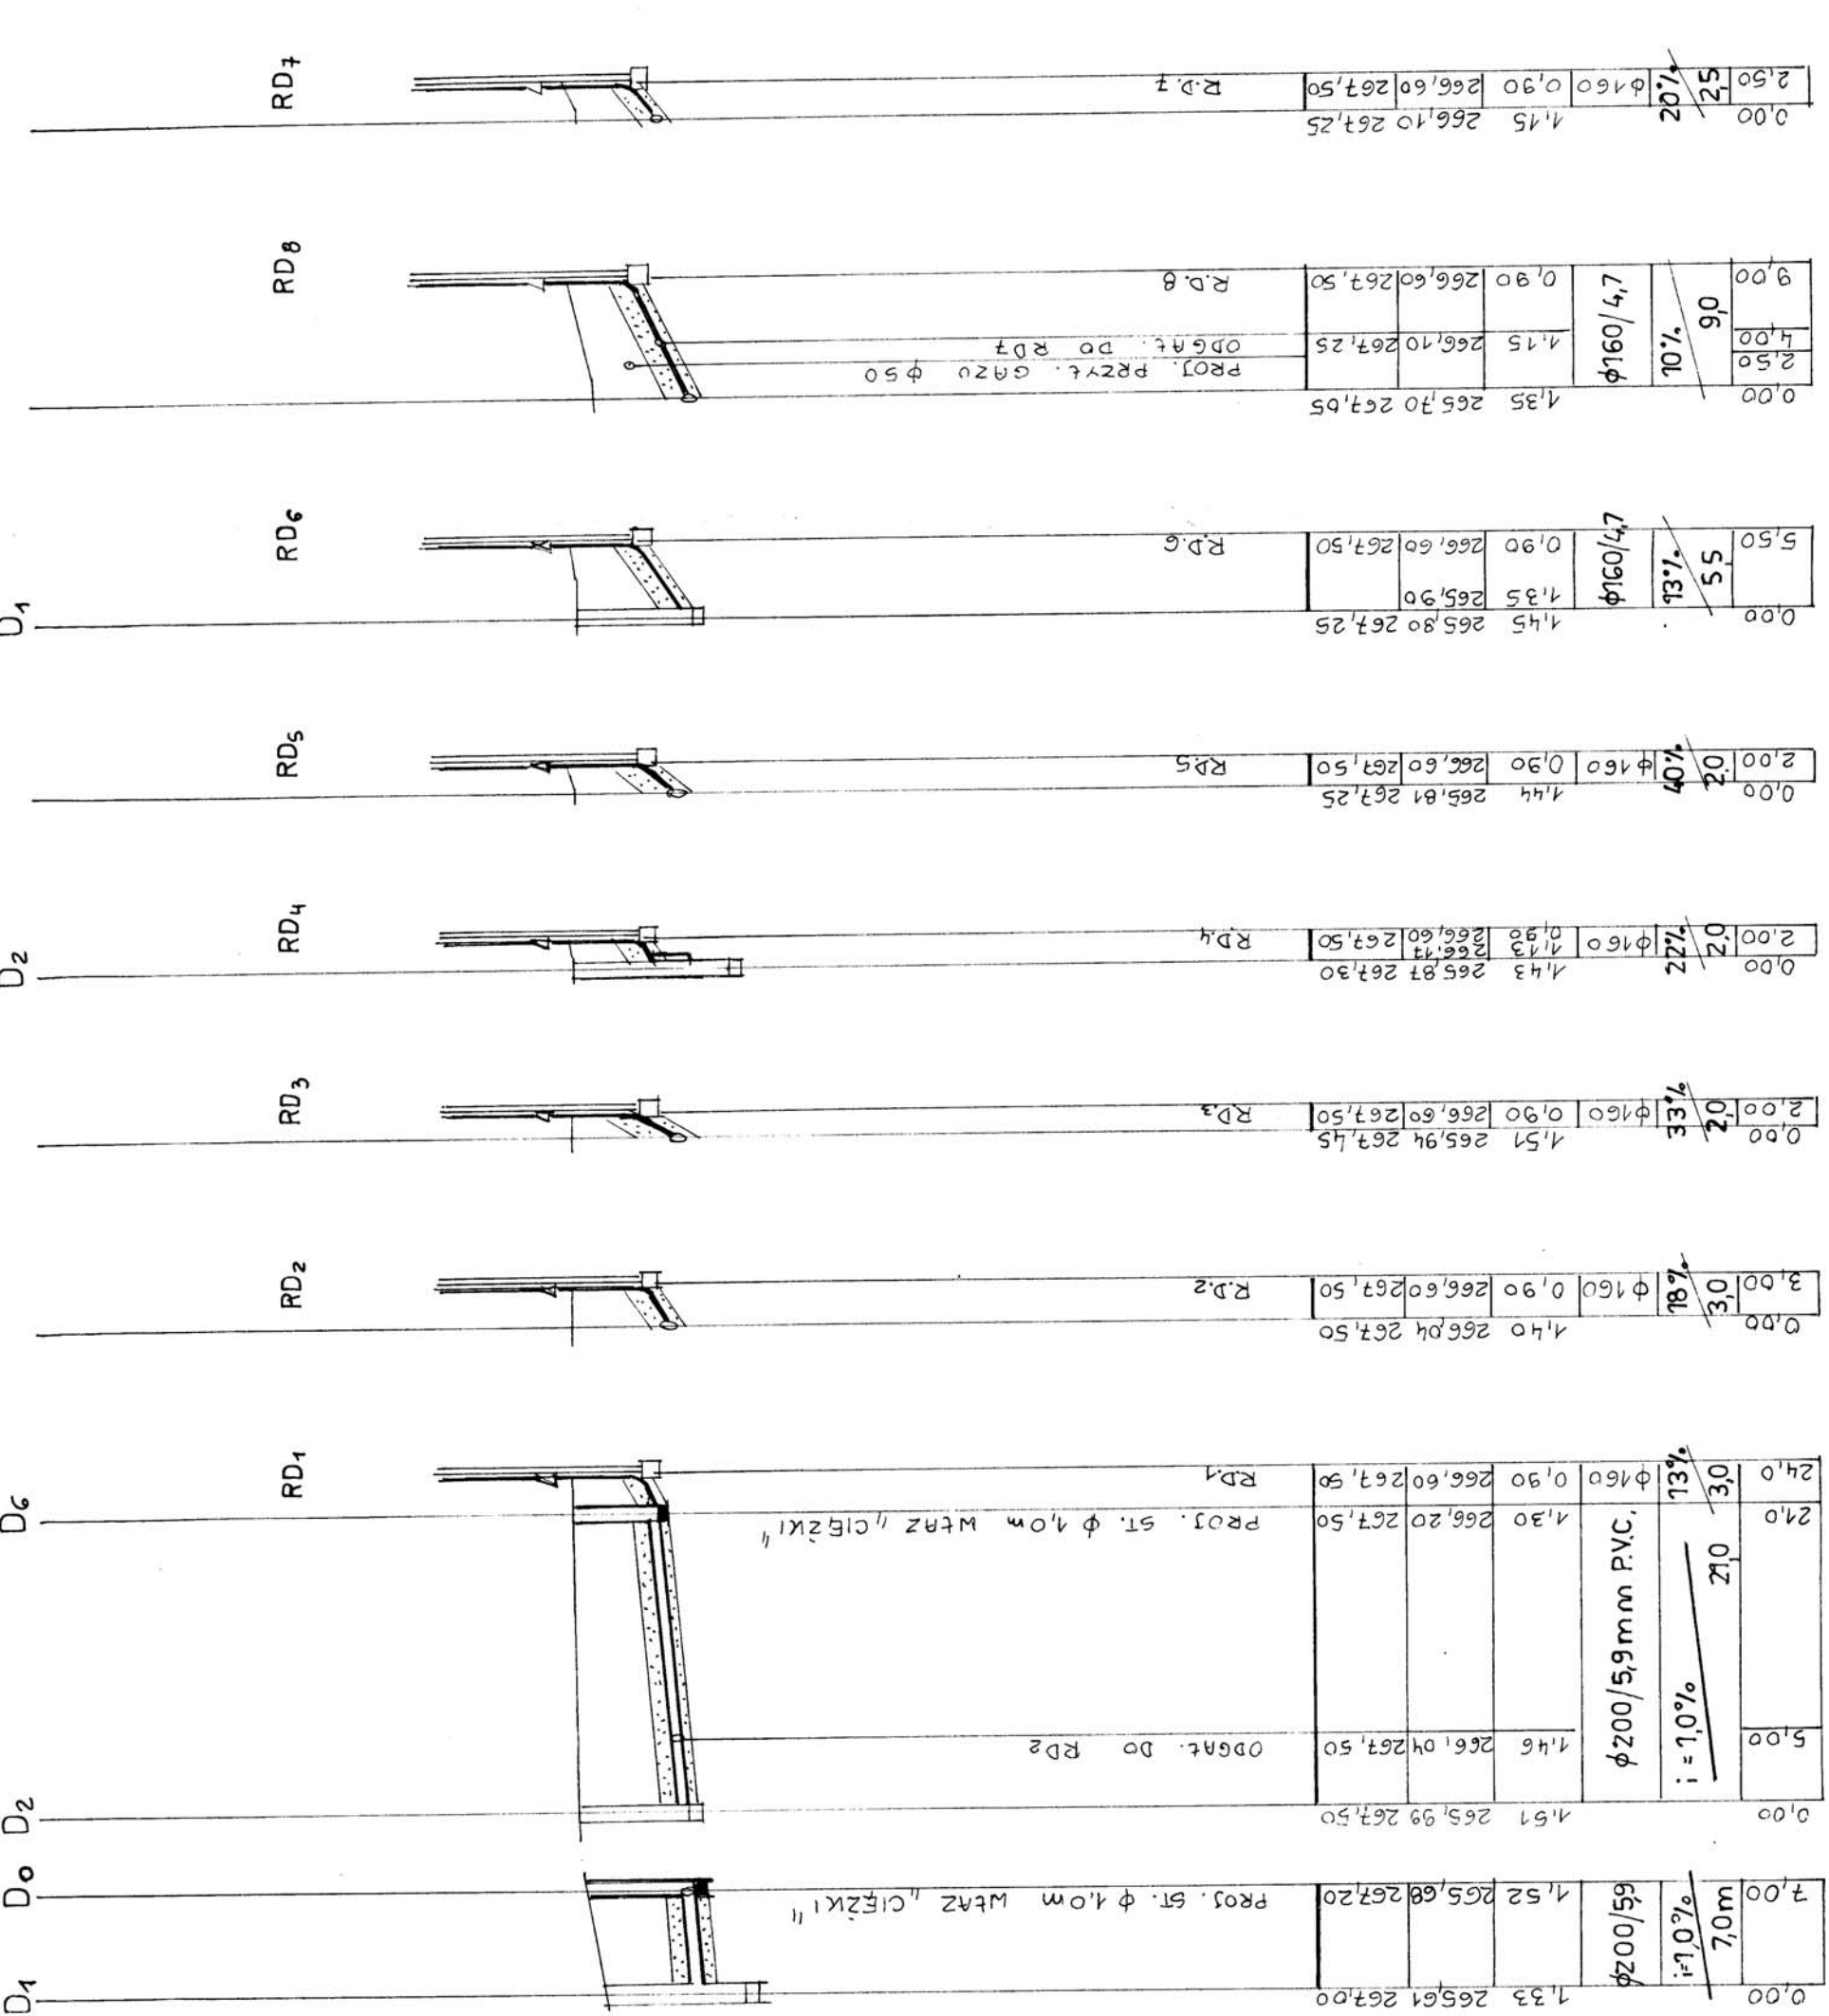 RD7
R.D.7
267,50 266,60 0,90 ϕ160 20% 2,5 2,50
267,25 266,10 1,15 0,00
RD8
R.D.8
267,50 266,60 0,90 ϕ160/4,7 10% 9,0 9,00
ODGAŁ. DO RD7
267,25 266,10 1,15 4,00
PROJ. PRZYŁ. GAZU ϕ50
2,50
267,05 265,70 1,35 0,00
D1
RD6
R.D.6
267,50 266,60 0,90 ϕ160/4,7 13% 5,5 5,50
265,90 1,35
267,25 265,80 1,45 0,00
RD5
RD5
267,50 266,60 0,90 ϕ160 40% 2,0 2,00
267,25 265,81 1,44 0,00
D2
RD4
R.D.4
267,50 266,60 0,90 ϕ160 22% 2,0 2,00
266,17 1,13
267,30 265,87 1,43 0,00
RD3
R.D.3
267,50 266,60 0,90 ϕ160 33% 2,0 2,00
267,45 265,94 1,51 0,00
RD2
R.D.2
267,50 266,60 0,90 ϕ160 18% 3,0 3,00
267,50 266,04 1,40 0,00
D6
RD1
R.D.1
267,50 266,60 0,90 ϕ160 13% 3,0 24,0
PROJ. ST. ϕ 1,0m WŁAZ „CIĘŻKI"
267,50 266,20 1,30 21,0
ϕ200/5,9mm P.V.C. i = 1,0% 21,0
ODGAŁ. DO RD2
267,50 266,04 1,46 5,00
D2
267,50 265,99 1,51 0,00
D0
PROJ. ST. ϕ 1,0m WŁAZ „CIĘŻKI"
267,20 265,68 1,52 ϕ200/5,9 i=1,0% 7,0m 7,00
D1
267,00 265,61 1,33 0,00